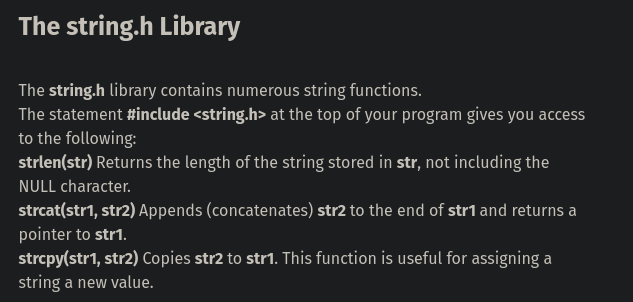 The string.h Library
The string.h library contains numerous string functions.
The statement #include <string.h> at the top of your program gives you access
to the following:
strlen(str) Returns the length of the string stored in str, not including the
NULL character.
strcat(str1, str2) Appends (concatenates) str2 to the end of str1 and returns a
pointer to str1.
strcpy(str1, str2) Copies str2 to str1. This function is useful for assigning a
string a new value.